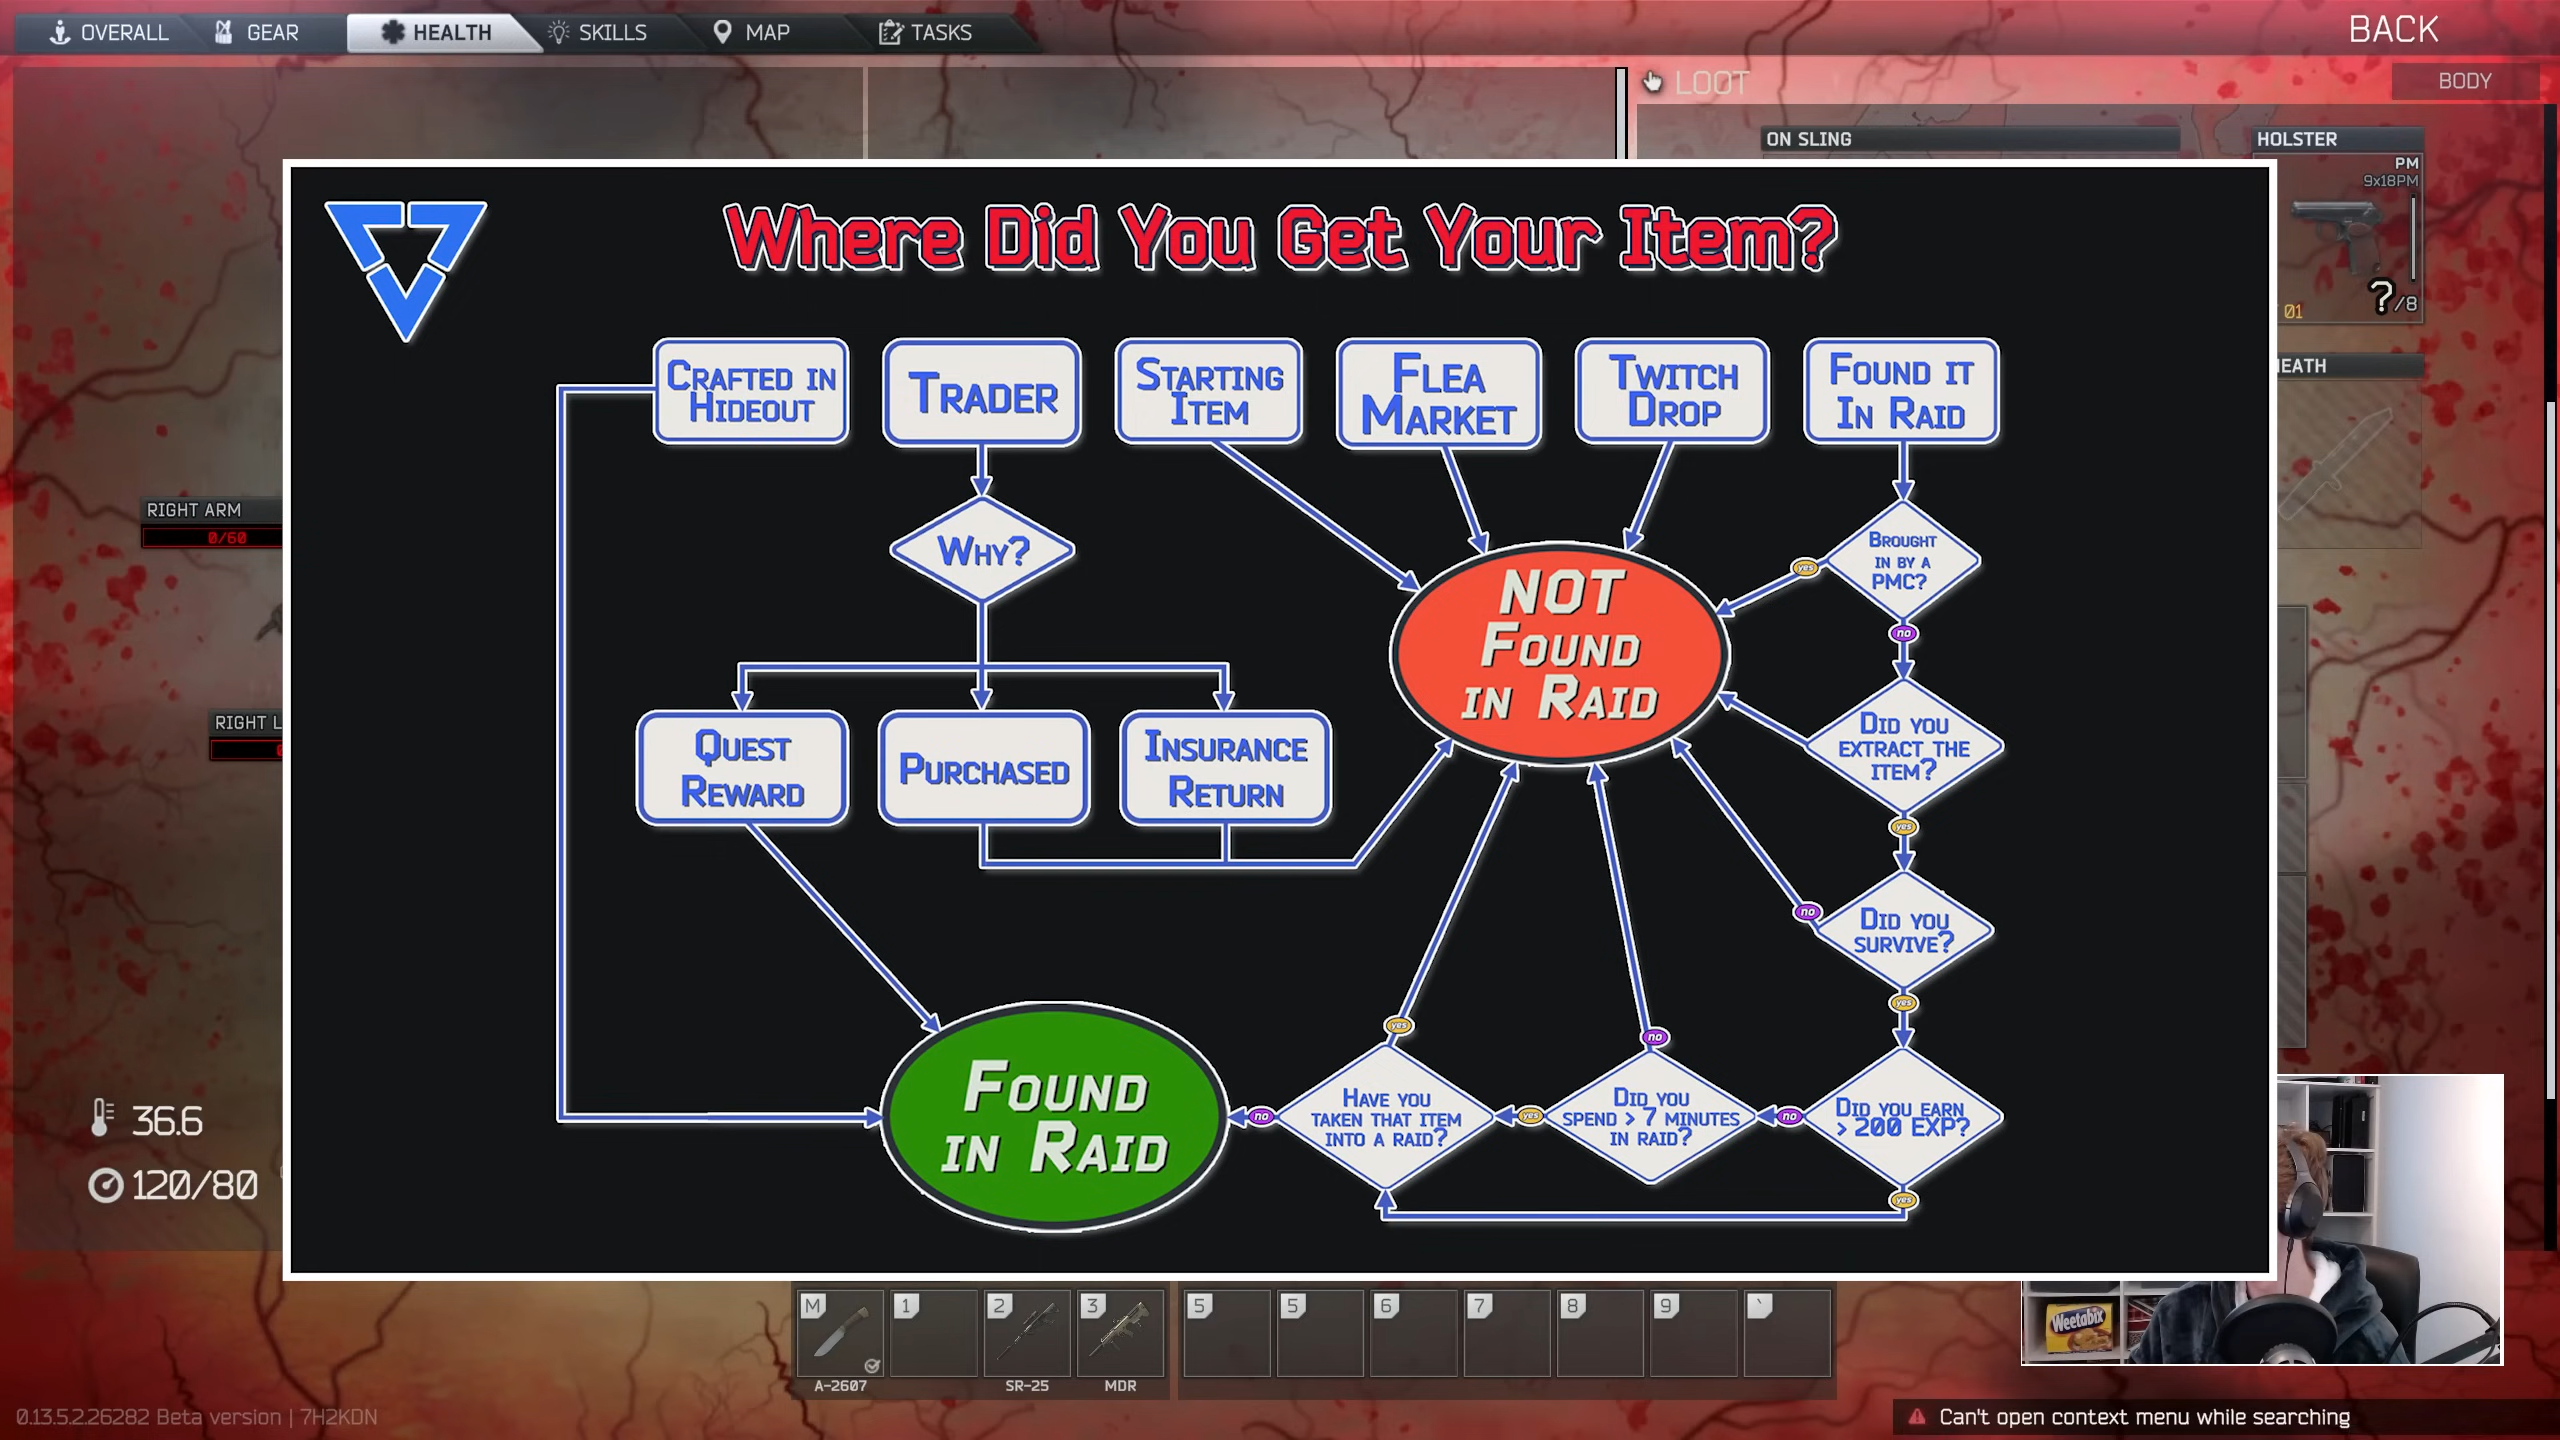 OVERALL
GEAR
HEALTH
SKILLS
MAP
TASKS
BACK
LOOT
BODY
ON SLING
HOLSTER
PM
9x18PM
?/8
01
EATH
RIGHT ARM
0/60
RIGHT L
36.6
120/80
Where Did You Get Your Item?
CRAFTED IN
HIDEOUT
TRADER
STARTING
ITEM
FLEA
MARKET
TWITCH
DROP
FOUND IT
IN RAID
WHY?
BROUGHT
IN BY A
PMC?
yes
no
NOT
FOUND
IN RAID
QUEST
REWARD
PURCHASED
INSURANCE
RETURN
DID YOU
EXTRACT THE
ITEM?
yes
DID YOU
SURVIVE?
no
yes
FOUND
IN RAID
no
HAVE YOU
TAKEN THAT ITEM
INTO A RAID?
yes
yes
DID YOU
SPEND > 7 MINUTES
IN RAID?
no
no
DID YOU EARN
> 200 EXP?
yes
M
1
2
3
5
5
6
7
8
9
`
A-2607
SR-25
MDR
Weetabix
0.13.5.2.26282 Beta version | 7H2KDN
Can't open context menu while searching